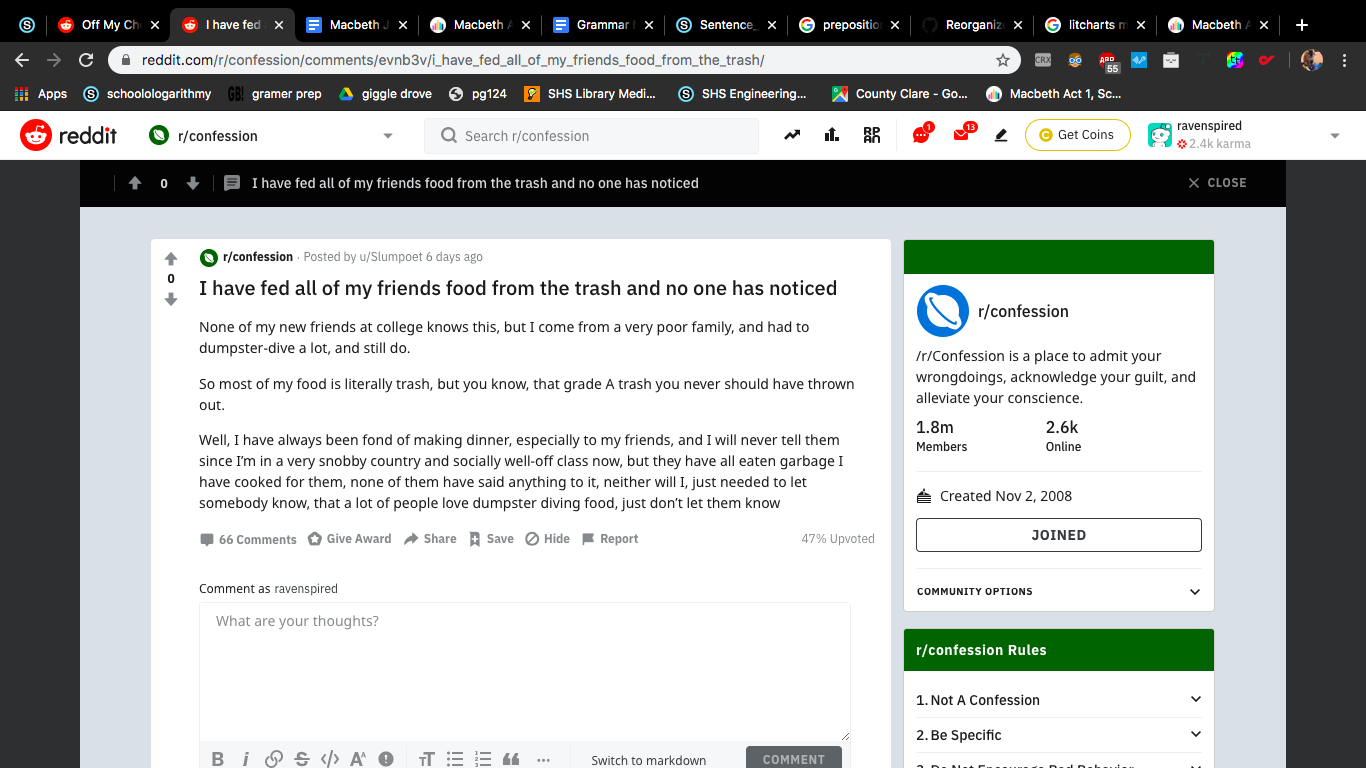 Off My Ch
I have fed
Macbeth J
Macbeth A
Grammar
Sentence_
prepositio
Reorganiz
litcharts m
Macbeth A
reddit.com/r/confession/comments/evnb3v/i_have_fed_all_of_my_friends_food_from_the_trash/
CRX
ABP
55
Apps
schoolologarithmy
GB!
gramer prep
giggle drove
pg124
SHS Library Medi...
SHS Engineering...
County Clare - Go...
Macbeth Act 1, Sc...
reddit
r/confession
Search r/confession
1
13
Get Coins
ravenspired
2.4k karma
0
I have fed all of my friends food from the trash and no one has noticed
CLOSE
r/confession · Posted by u/Slumpoet 6 days ago
0
I have fed all of my friends food from the trash and no one has noticed
None of my new friends at college knows this, but I come from a very poor family, and had to
dumpster-dive a lot, and still do.
So most of my food is literally trash, but you know, that grade A trash you never should have thrown
out.
Well, I have always been fond of making dinner, especially to my friends, and I will never tell them
since I'm in a very snobby country and socially well-off class now, but they have all eaten garbage I
have cooked for them, none of them have said anything to it, neither will I, just needed to let
somebody know, that a lot of people love dumpster diving food, just don't let them know
66 Comments
Give Award
Share
Save
Hide
Report
47% Upvoted
Comment as ravenspired
What are your thoughts?
Switch to markdown
COMMENT
r/confession
/r/Confession is a place to admit your
wrongdoings, acknowledge your guilt, and
alleviate your conscience.
1.8m
2.6k
Members
Online
Created Nov 2, 2008
JOINED
COMMUNITY OPTIONS
r/confession Rules
1. Not A Confession
2. Be Specific
3. Do Not Encourage Bad Behavior